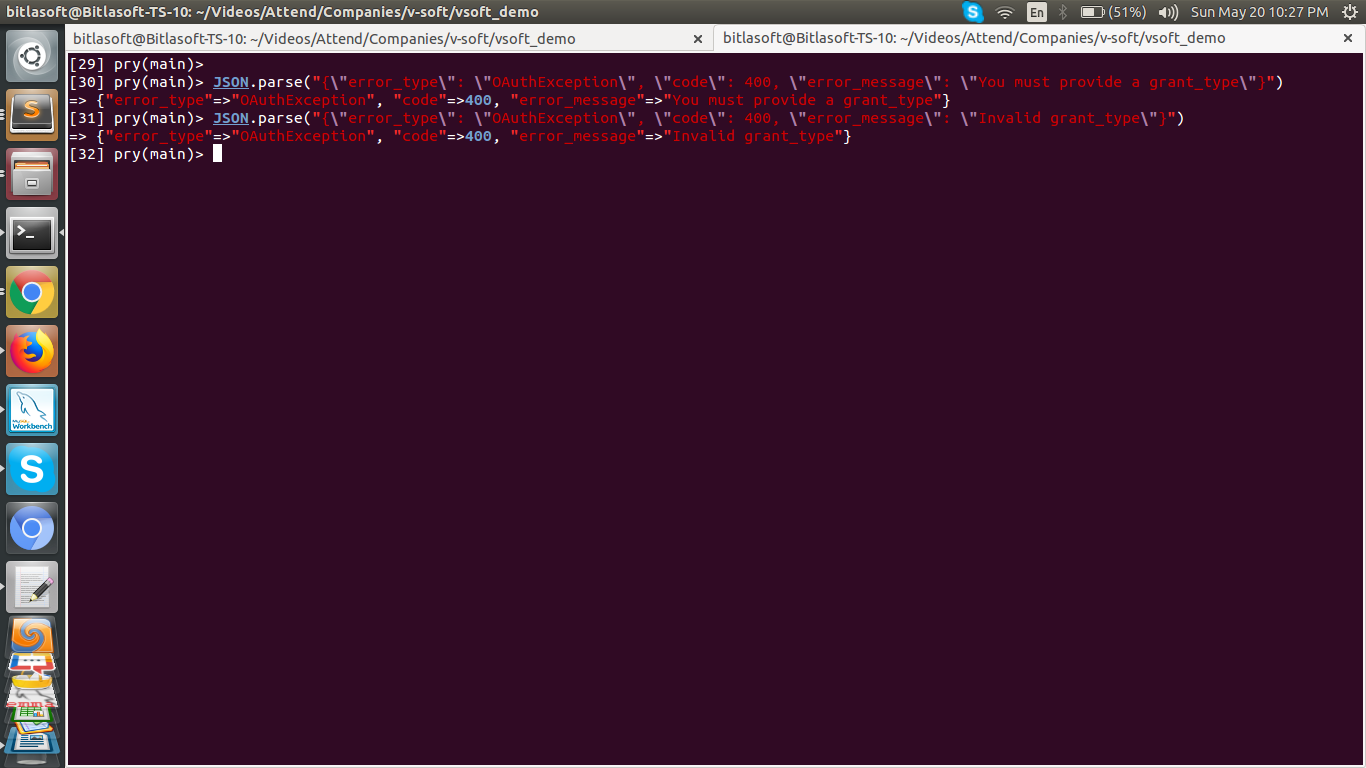 bitlasoft@Bitlasoft-TS-10: ~/Videos/Attend/Companies/v-soft/vsoft_demo
En
(51%)
Sun May 20 10:27 PM
bitlasoft@Bitlasoft-TS-10: ~/Videos/Attend/Companies/v-soft/vsoft_demo
bitlasoft@Bitlasoft-TS-10: ~/Videos/Attend/Companies/v-soft/vsoft_demo
[29] pry(main)>
[30] pry(main)> JSON.parse("{\"error_type\": \"OAuthException\", \"code\": 400, \"error_message\": \"You must provide a grant_type\"}")
=> {"error_type"=>"OAuthException", "code"=>400, "error_message"=>"You must provide a grant_type"}
[31] pry(main)> JSON.parse("{\"error_type\": \"OAuthException\", \"code\": 400, \"error_message\": \"Invalid grant_type\"}")
=> {"error_type"=>"OAuthException", "code"=>400, "error_message"=>"Invalid grant_type"}
[32] pry(main)>
Workbench